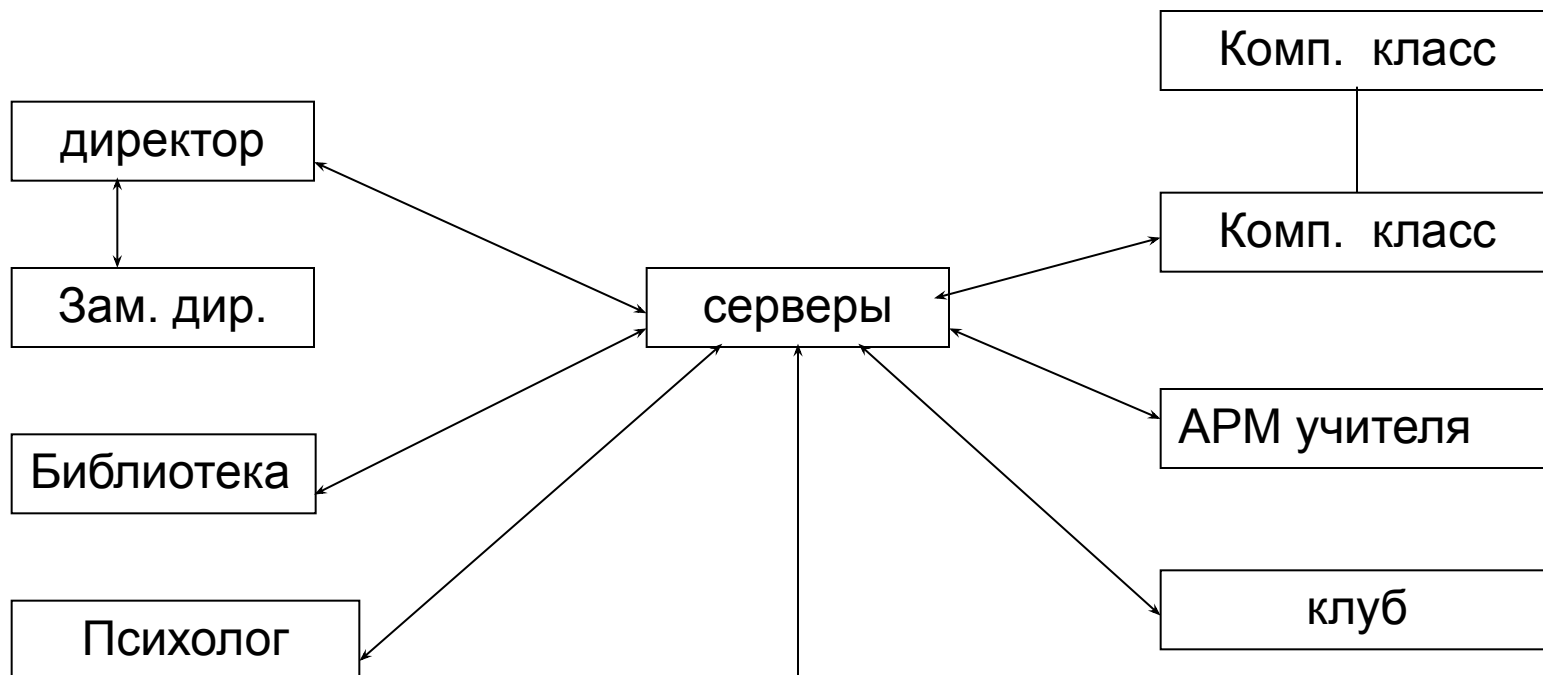 Комп. класс
директор
Комп. класс
Зам. дир.
серверы
АРМ учителя
Библиотека
клуб
Психолог